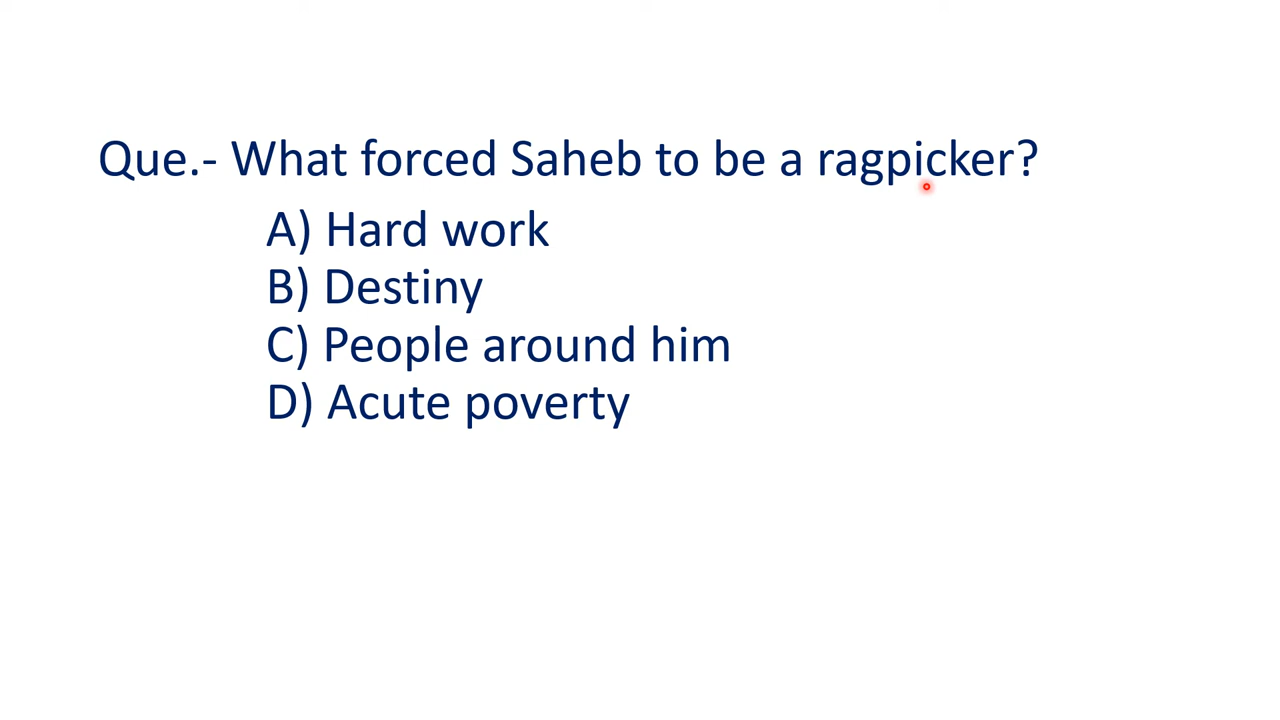 Que.- What forced Saheb to be a ragpicker?
A) Hard work
B) Destiny
C) People around him
D) Acute poverty